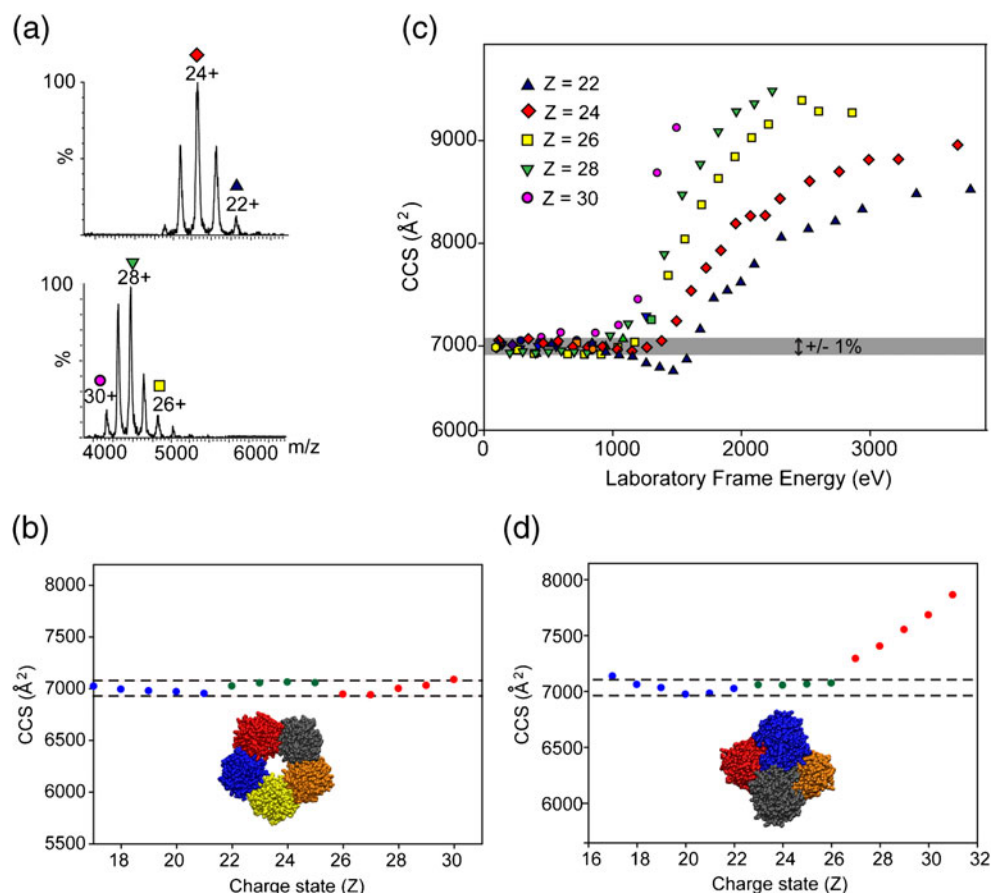 (a)
24+
100
%
22+
28+
100
%
30+
26+
4000 5000 6000 m/z
(c)
Z = 22
Z = 24
Z = 26
Z = 28
Z = 30
9000
8000
7000
6000
CCS (Å²)
+/- 1%
0 1000 2000 3000
Laboratory Frame Energy (eV)
(b)
8000
7500
7000
6500
6000
5500
CCS (Å²)
18 20 22 24 26 28 30
Charge state (Z)
(d)
8000
7500
7000
6500
6000
CCS (Å²)
16 18 20 22 24 26 28 30 32
Charge state (Z)